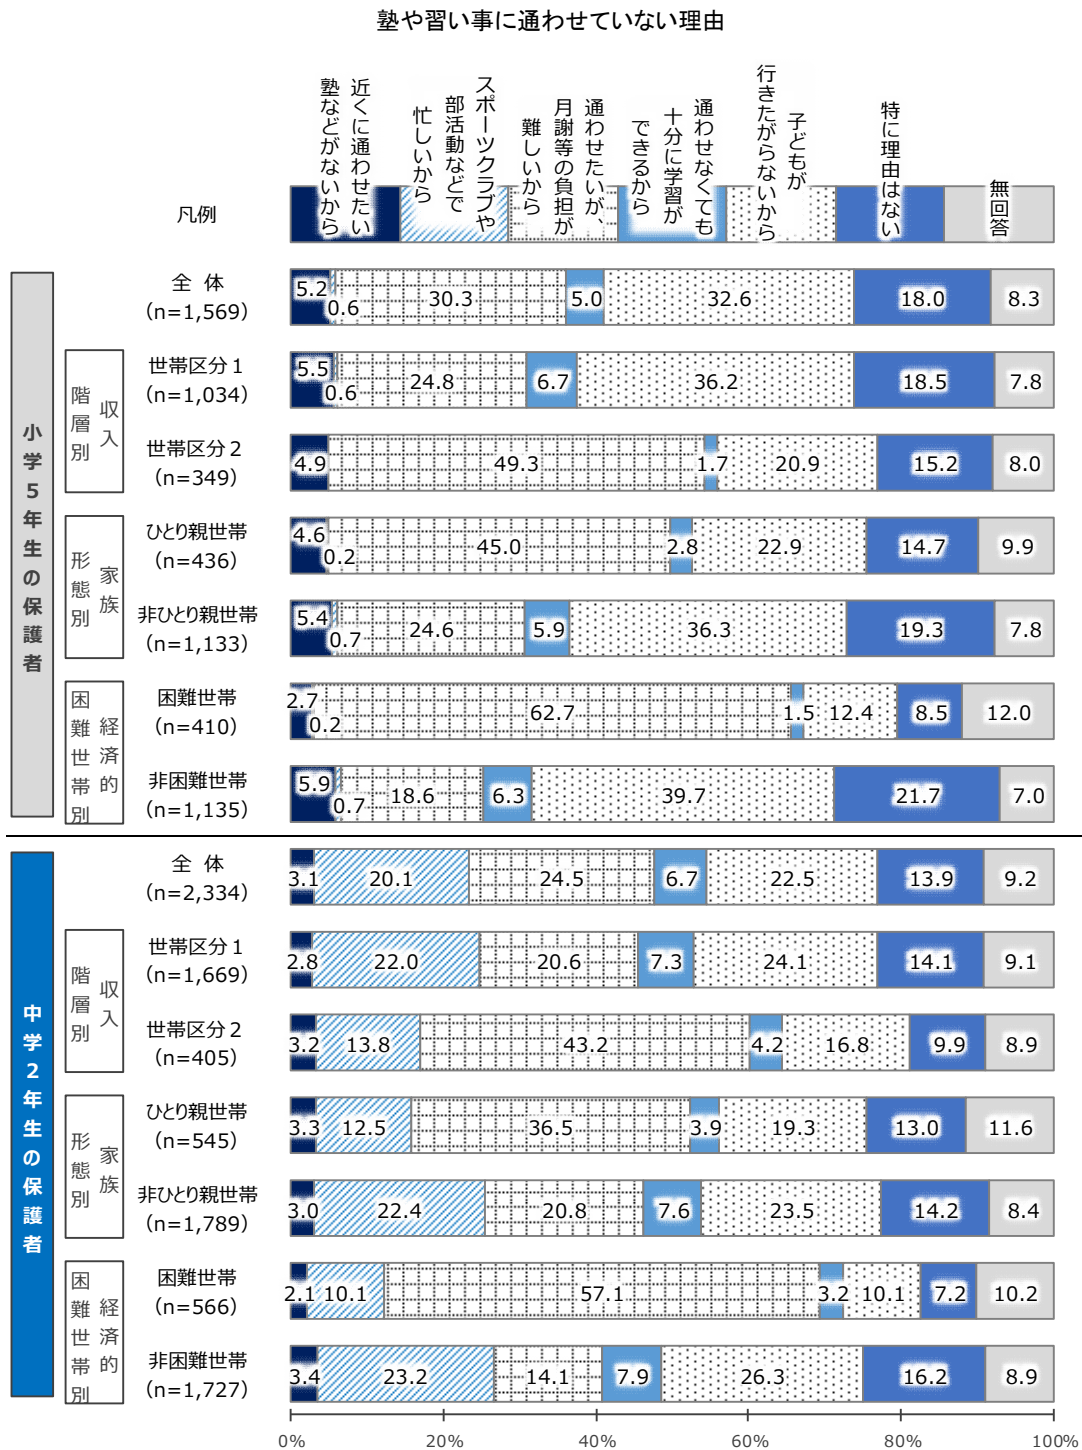 塾や習い事に通わせていない理由
凡例
近くに通わせたい
塾などがないから
スポーツクラブや
部活動などで
忙しいから
通わせたいが、
月謝等の負担が
難しいから
通わせなくても
十分に学習が
できるから
子どもが
行きたがらないから
特に理由はない
無回答
小学5年生の保護者
全 体
(n=1,569)
5.2 0.6 30.3 5.0 32.6 18.0 8.3
収入
階層別
世帯区分1
(n=1,034)
5.5 0.6 24.8 6.7 36.2 18.5 7.8
世帯区分2
(n=349)
4.9 49.3 1.7 20.9 15.2 8.0
家族
形態別
ひとり親世帯
(n=436)
4.6 0.2 45.0 2.8 22.9 14.7 9.9
非ひとり親世帯
(n=1,133)
5.4 0.7 24.6 5.9 36.3 19.3 7.8
経済的
困難世帯別
困難世帯
(n=410)
2.7 0.2 62.7 1.5 12.4 8.5 12.0
非困難世帯
(n=1,135)
5.9 0.7 18.6 6.3 39.7 21.7 7.0
中学2年生の保護者
全 体
(n=2,334)
3.1 20.1 24.5 6.7 22.5 13.9 9.2
収入
階層別
世帯区分1
(n=1,669)
2.8 22.0 20.6 7.3 24.1 14.1 9.1
世帯区分2
(n=405)
3.2 13.8 43.2 4.2 16.8 9.9 8.9
家族
形態別
ひとり親世帯
(n=545)
3.3 12.5 36.5 3.9 19.3 13.0 11.6
非ひとり親世帯
(n=1,789)
3.0 22.4 20.8 7.6 23.5 14.2 8.4
経済的
困難世帯別
困難世帯
(n=566)
2.1 10.1 57.1 3.2 10.1 7.2 10.2
非困難世帯
(n=1,727)
3.4 23.2 14.1 7.9 26.3 16.2 8.9
0% 20% 40% 60% 80% 100%